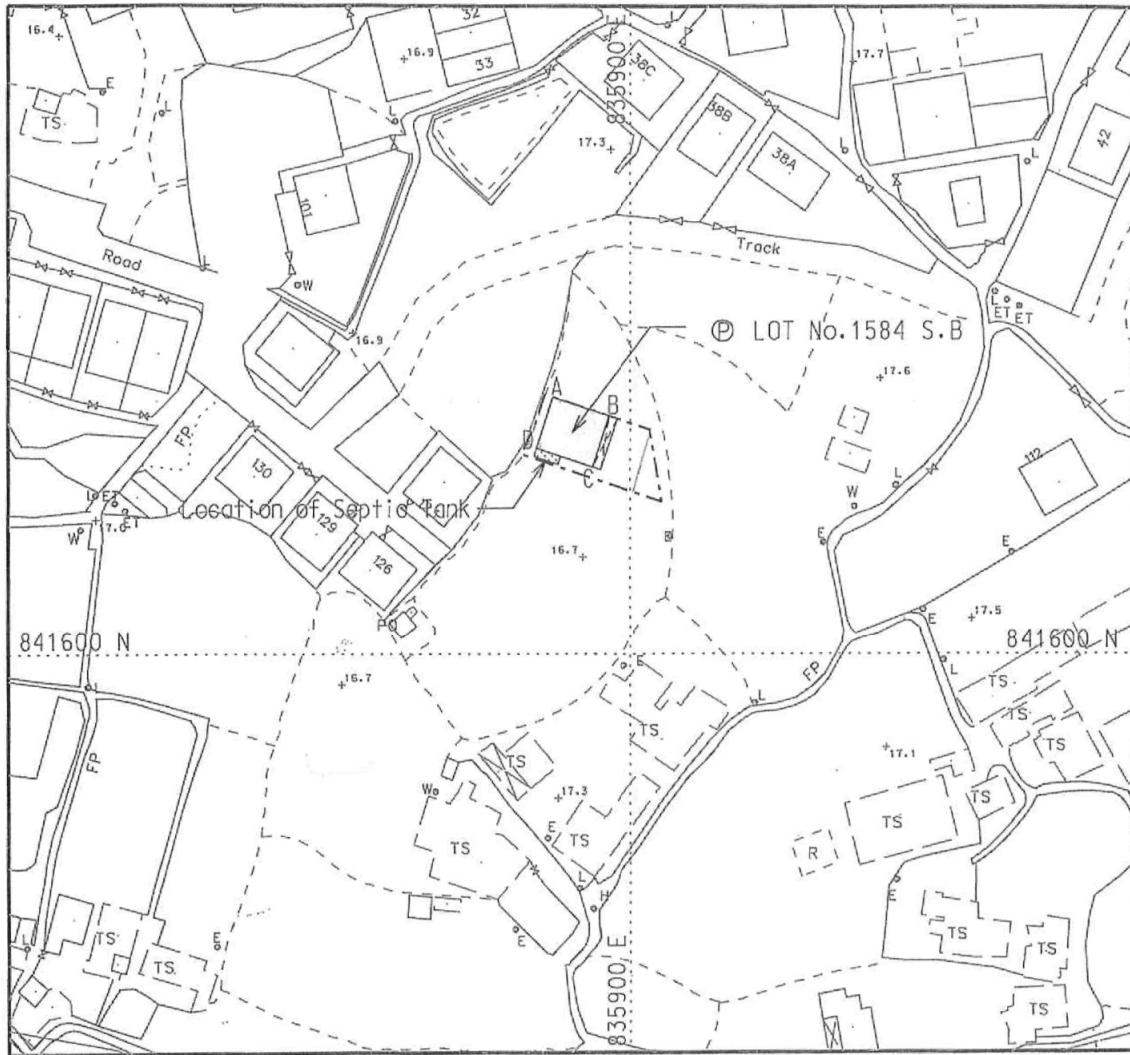 32
33
16.4
16.9
E
L
TS
L
835900 E
L
38C
38B
38A
17.3
17.7
L
L
42
101
Road
L
W
Track
16.9
L
ET
ET
Ⓟ LOT No.1584 S.B
17.6
A
B
D
C
FP
130
129
126
Location of Septic Tank
ET
ET
17.0
W
L
W
E
112
E
16.7
E
17.5
841600 N
841600 N
16.7
E
L
FP
L
FP
TS
TS
TS
TS
TS
17.1
TS
17.3
W
E
TS
TS
TS
TS
R
L
H
E
E
TS
TS
TS
L
TS
TS
E
835900 E